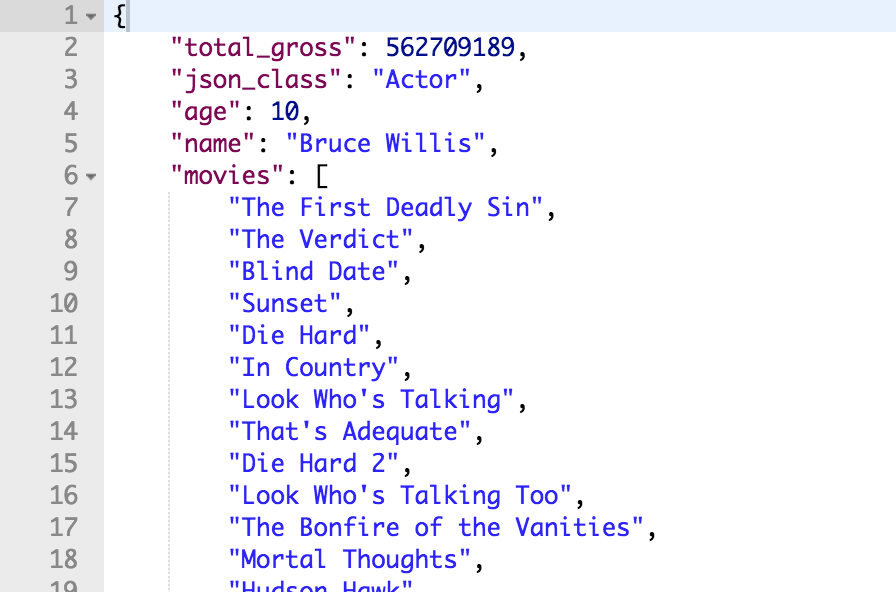 1 {
2 "total_gross": 562709189,
3 "json_class": "Actor",
4 "age": 10,
5 "name": "Bruce Willis",
6 "movies": [
7 "The First Deadly Sin",
8 "The Verdict",
9 "Blind Date",
10 "Sunset",
11 "Die Hard",
12 "In Country",
13 "Look Who's Talking",
14 "That's Adequate",
15 "Die Hard 2",
16 "Look Who's Talking Too",
17 "The Bonfire of the Vanities",
18 "Mortal Thoughts",
19 "Hudson Hawk"